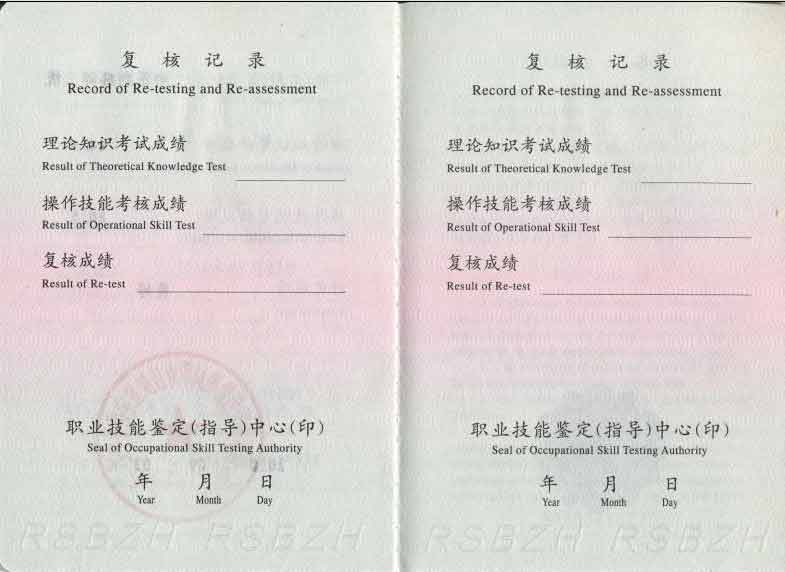 复核记录
Record of Re-testing and Re-assessment
理论知识考试成绩
Result of Theoretical Knowledge Test
操作技能考核成绩
Result of Operational Skill Test
复核成绩
Result of Re-test
职业技能鉴定(指导)中心(印)
Seal of Occupational Skill Testing Authority
年 月 日
Year Month Day
RSBZH RSBZH
复核记录
Record of Re-testing and Re-assessment
理论知识考试成绩
Result of Theoretical Knowledge Test
操作技能考核成绩
Result of Operational Skill Test
复核成绩
Result of Re-test
职业技能鉴定(指导)中心(印)
Seal of Occupational Skill Testing Authority
年 月 日
Year Month Day
RSBZH RSBZH